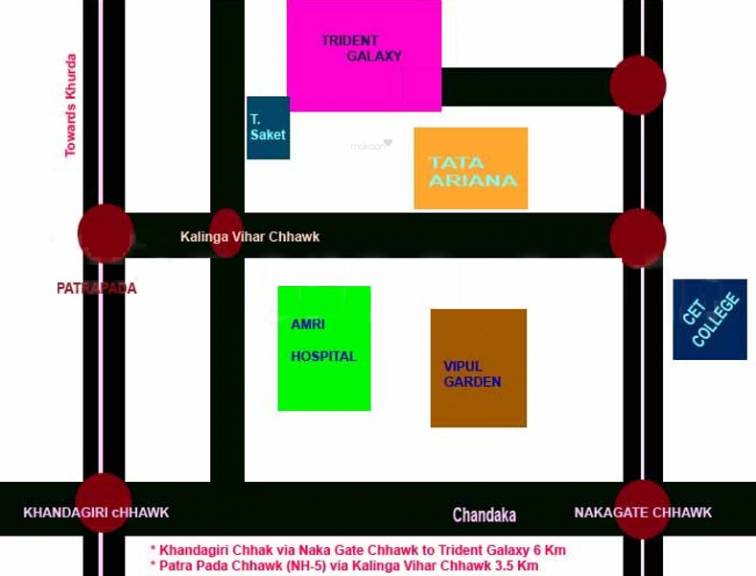 TRIDENT
GALAXY
Towards Khurda
T.
Saket
makaan
TATA
ARIANA
Kalinga Vihar Chhawk
PATRAPADA
CET
COLLEGE
AMRI
HOSPITAL
VIPUL
GARDEN
KHANDAGIRI cHHAWK
Chandaka
NAKAGATE CHHAWK
* Khandagiri Chhak via Naka Gate Chhawk to Trident Galaxy 6 Km
* Patra Pada Chhawk (NH-5) via Kalinga Vihar Chhawk 3.5 Km